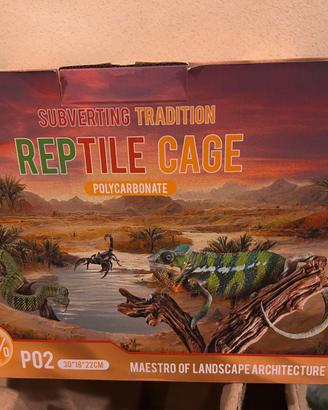 SUBVERTING TRADITION
REPTILE CAGE
POLYCARBONATE
%
P02 30*18*22CM
MAESTRO OF LANDSCAPE ARCHITECTURE